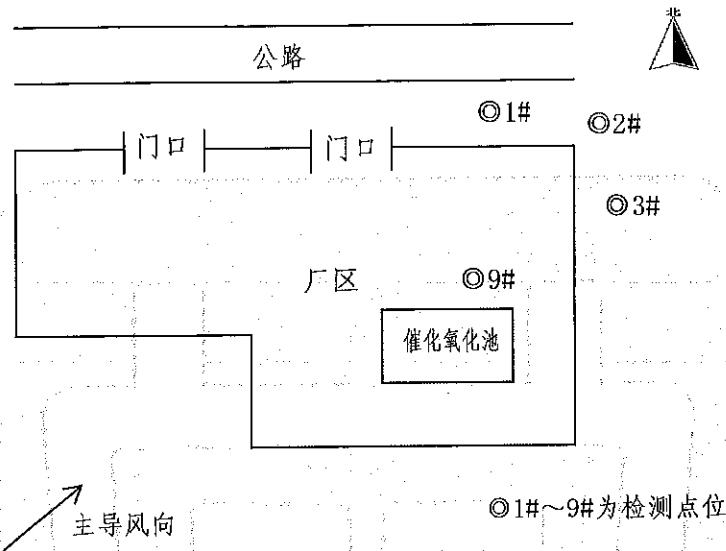 北
公路
◎1#
◎2#
门口
门口
◎3#
厂区
◎9#
催化氧化池
主导风向
◎1#～9#为检测点位